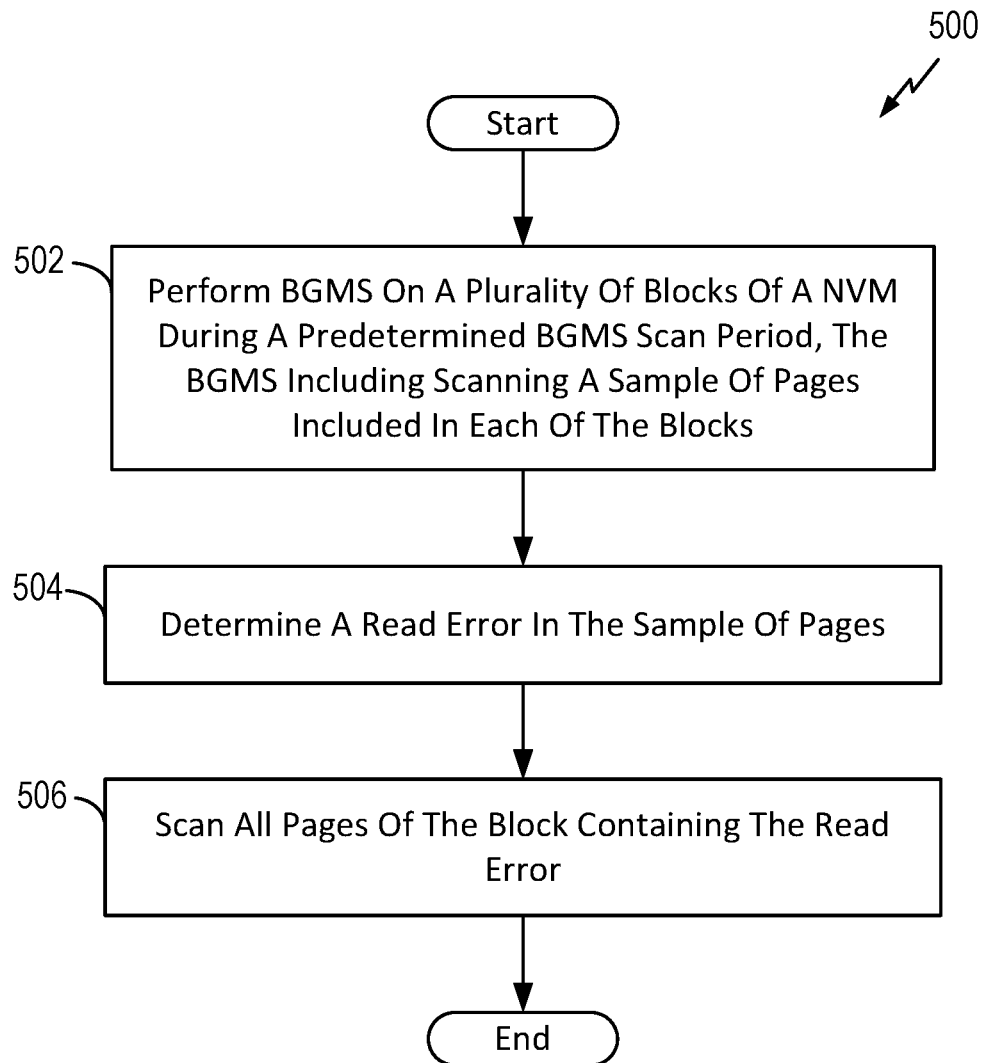 500
Start
502
Perform BGMS On A Plurality Of Blocks Of A NVM
During A Predetermined BGMS Scan Period, The
BGMS Including Scanning A Sample Of Pages
Included In Each Of The Blocks
504
Determine A Read Error In The Sample Of Pages
506
Scan All Pages Of The Block Containing The Read
Error
End